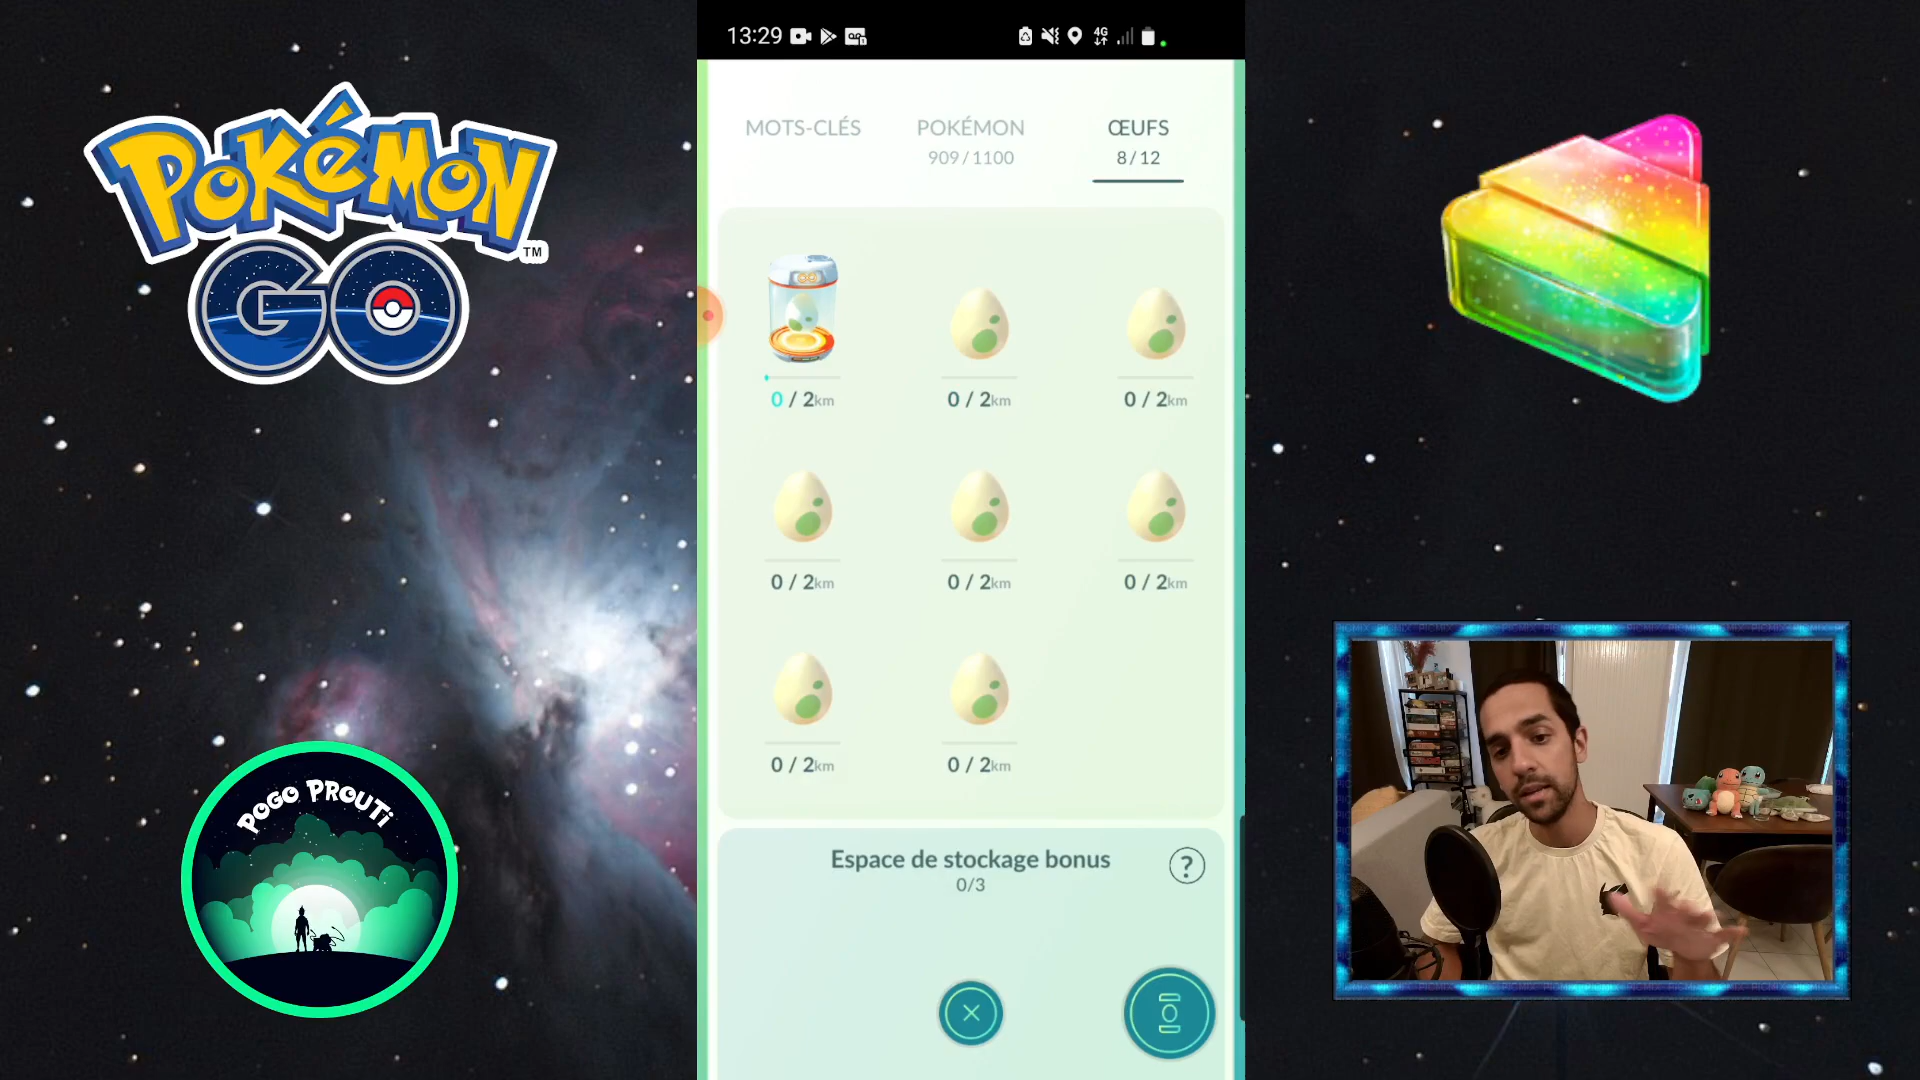 POKÉMON
GO
TM
POGO PROUTi
13:29
4G
MOTS-CLÉS
POKÉMON
909/1100
ŒUFS
8/12
0 / 2km
0 / 2km
0 / 2km
0 / 2km
0 / 2km
0 / 2km
0 / 2km
0 / 2km
Espace de stockage bonus
0/3
?